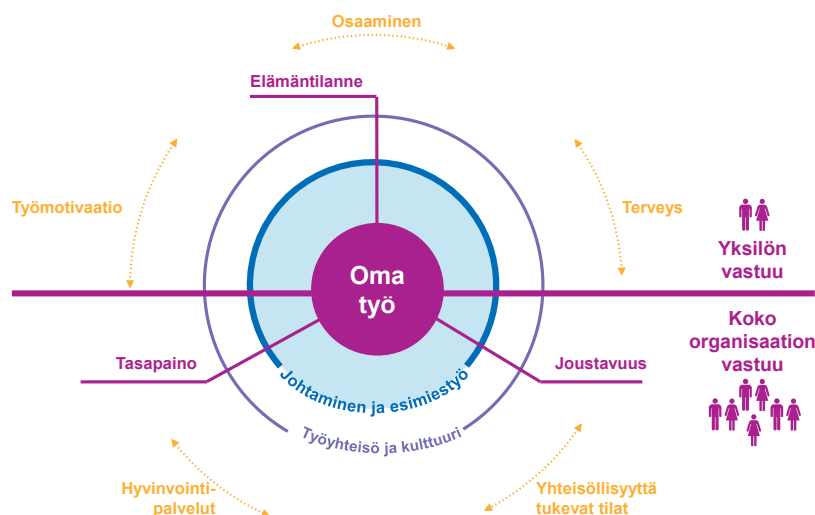 Osaaminen
Elämäntilanne
Työmotivaatio
Terveys
Yksilön
vastuu
Oma
työ
Koko
organisaation
vastuu
Tasapaino
Joustavuus
Johtaminen ja esimiestyö
Työyhteisö ja kulttuuri
Hyvinvointi-
palvelut
Yhteisöllisyyttä
tukevat tilat